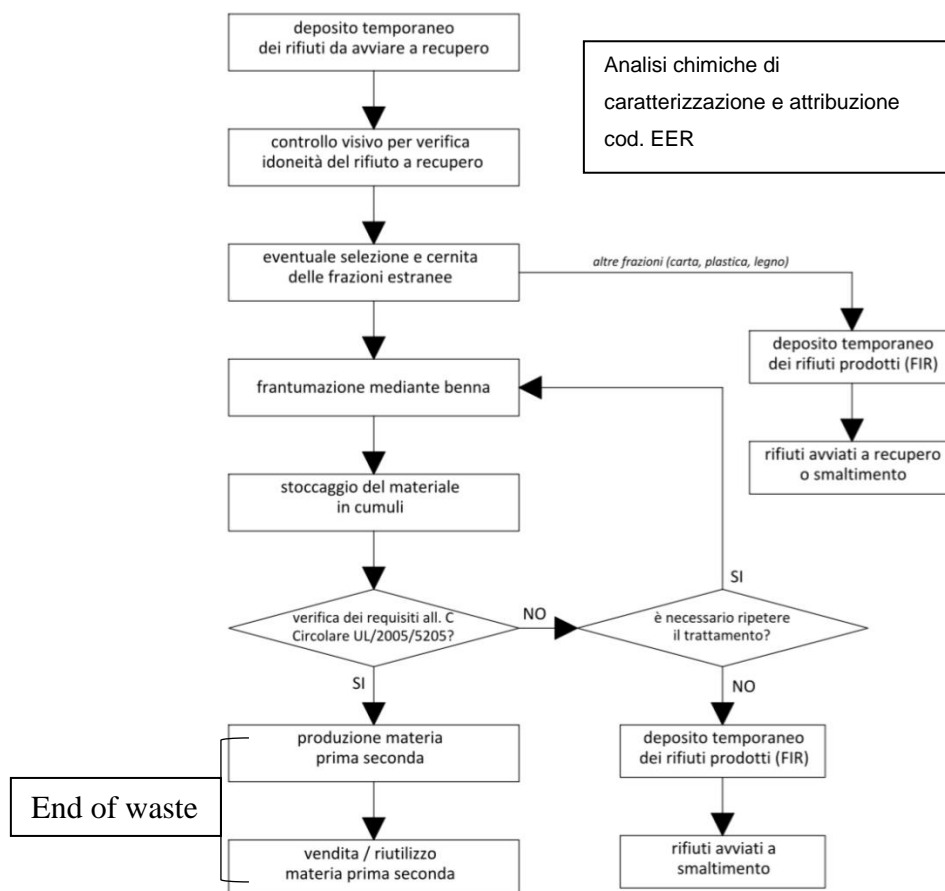 deposito temporaneo
dei rifiuti da avviare a recupero
Analisi chimiche di
caratterizzazione e attribuzione
cod. EER
controllo visivo per verifica
idoneità del rifiuto a recupero
eventuale selezione e cernita
delle frazioni estranee
altre frazioni (carta, plastica, legno)
deposito temporaneo
dei rifiuti prodotti (FIR)
frantumazione mediante benna
rifiuti avviati a recupero
o smaltimento
stoccaggio del materiale
in cumuli
SI
verifica dei requisiti all. C
Circolare UL/2005/5205?
NO
è necessario ripetere
il trattamento?
SI
NO
produzione materia
prima seconda
deposito temporaneo
dei rifiuti prodotti (FIR)
End of waste
vendita / riutilizzo
materia prima seconda
rifiuti avviati a
smaltimento